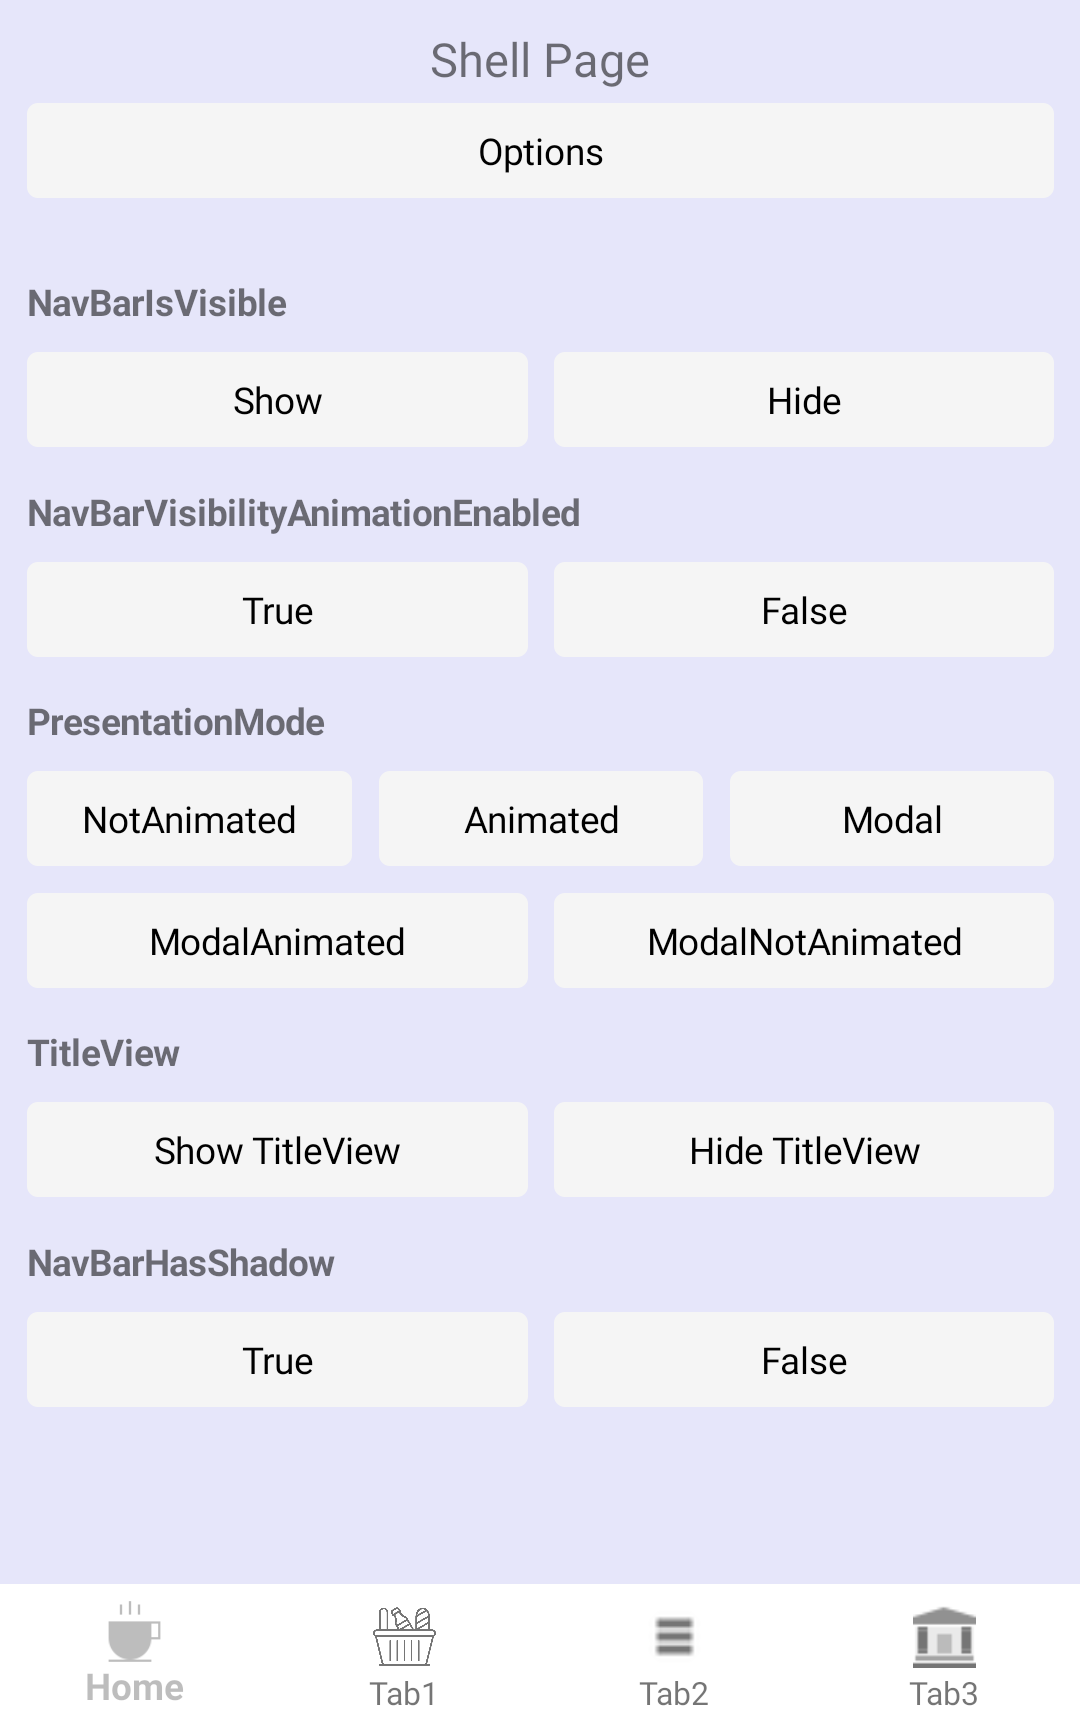 Shell Page
Options
NavBarIsVisible
Show Hide
NavBarVisibilityAnimationEnabled
True False
PresentationMode
NotAnimated Animated Modal
ModalAnimated ModalNotAnimated
TitleView
Show TitleView Hide TitleView
NavBarHasShadow
True False
Home Tab1 Tab2 Tab3